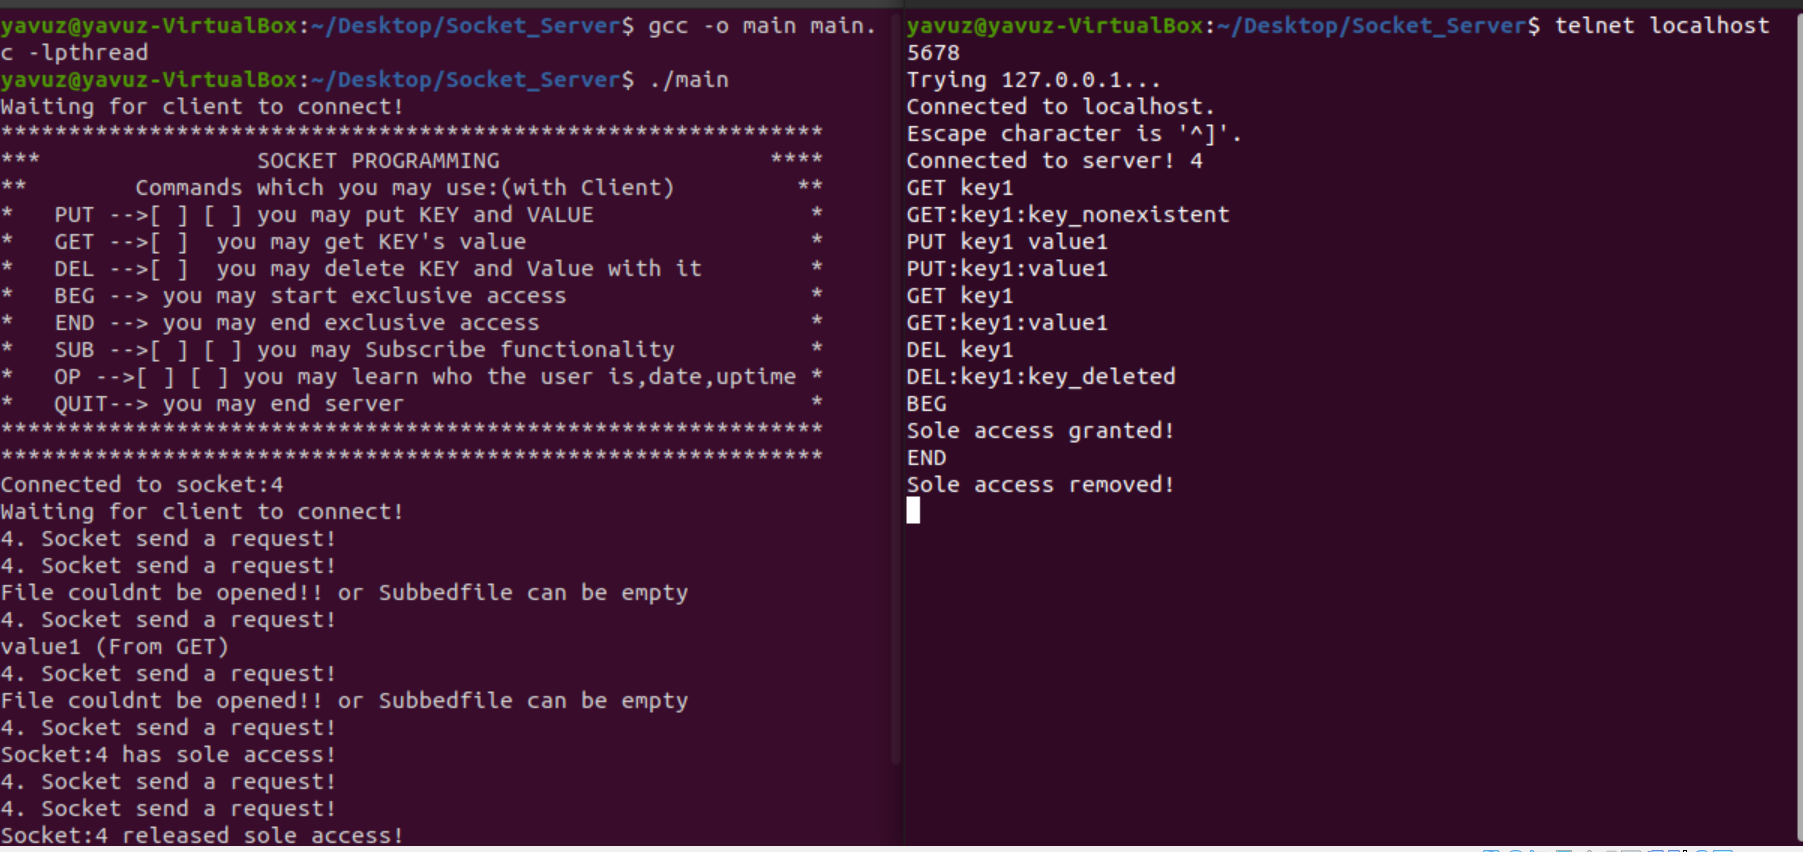 yavuz@yavuz-VirtualBox:~/Desktop/Socket_Server$ gcc -o main main.
c -lpthread
yavuz@yavuz-VirtualBox:~/Desktop/Socket_Server$ ./main
Waiting for client to connect!
*************************************************************
***                SOCKET PROGRAMMING                    ****
**        Commands which you may use:(with Client)         **
*   PUT -->[ ] [ ] you may put KEY and VALUE                *
*   GET -->[ ]  you may get KEY's value                     *
*   DEL -->[ ]  you may delete KEY and Value with it        *
*   BEG --> you may start exclusive access                  *
*   END --> you may end exclusive access                    *
*   SUB -->[ ] [ ] you may Subscribe functionality          *
*   OP -->[ ] [ ] you may learn who the user is,date,uptime *
*   QUIT--> you may end server                              *
*************************************************************
*************************************************************
Connected to socket:4
Waiting for client to connect!
4. Socket send a request!
4. Socket send a request!
File couldnt be opened!! or Subbedfile can be empty
4. Socket send a request!
value1 (From GET)
4. Socket send a request!
File couldnt be opened!! or Subbedfile can be empty
4. Socket send a request!
Socket:4 has sole access!
4. Socket send a request!
4. Socket send a request!
Socket:4 released sole access!
yavuz@yavuz-VirtualBox:~/Desktop/Socket_Server$ telnet localhost
5678
Trying 127.0.0.1...
Connected to localhost.
Escape character is '^]'.
Connected to server! 4
GET key1
GET:key1:key_nonexistent
PUT key1 value1
PUT:key1:value1
GET key1
GET:key1:value1
DEL key1
DEL:key1:key_deleted
BEG
Sole access granted!
END
Sole access removed!